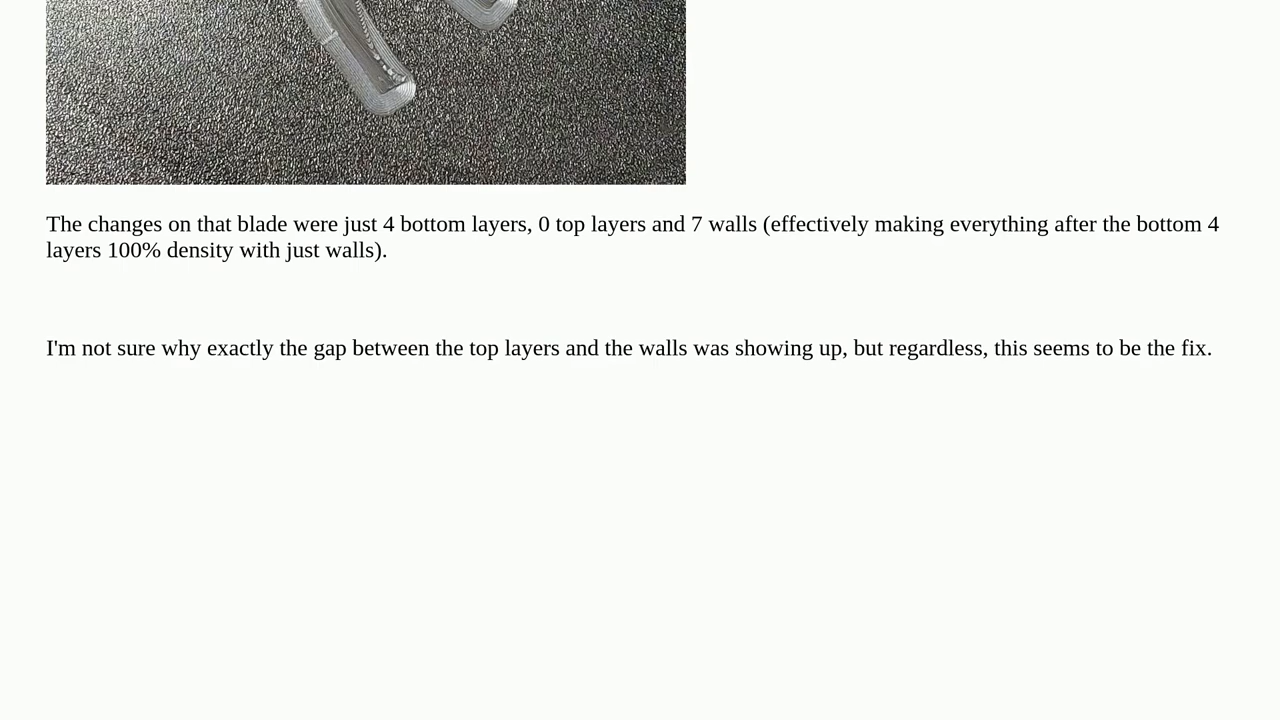 The changes on that blade were just 4 bottom layers, 0 top layers and 7 walls (effectively making everything after the bottom 4
layers 100% density with just walls).
I'm not sure why exactly the gap between the top layers and the walls was showing up, but regardless, this seems to be the fix.